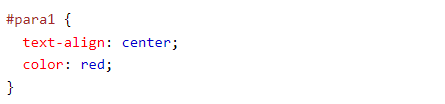 #para1 {
  text-align: center;
  color: red;
}